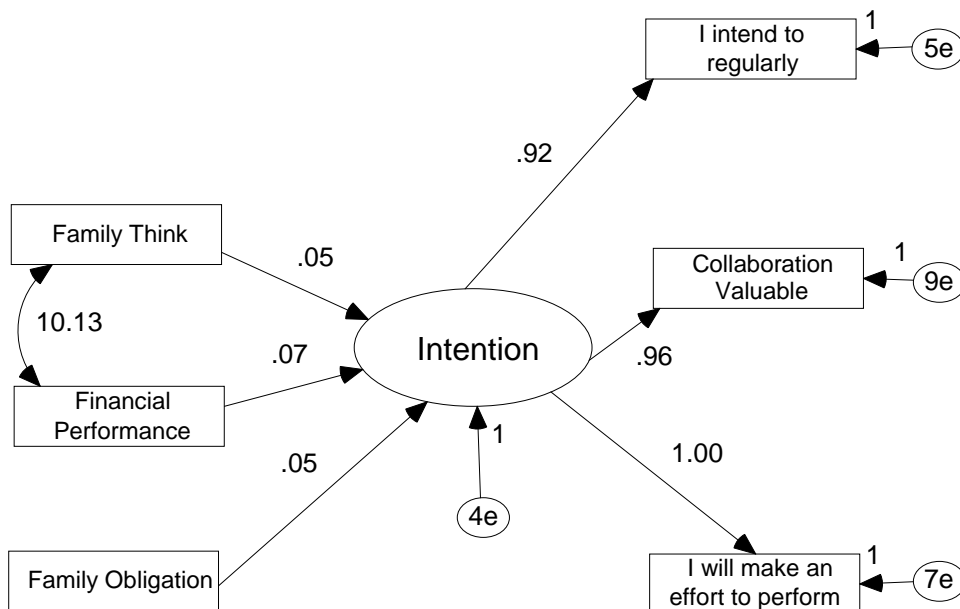 1
I intend to
regularly
5e
.92
Family Think
.05
1
Collaboration
Valuable
9e
10.13
Intention
.96
.07
Financial
Performance
1
1.00
.05
4e
1
Family Obligation
I will make an
effort to perform
7e